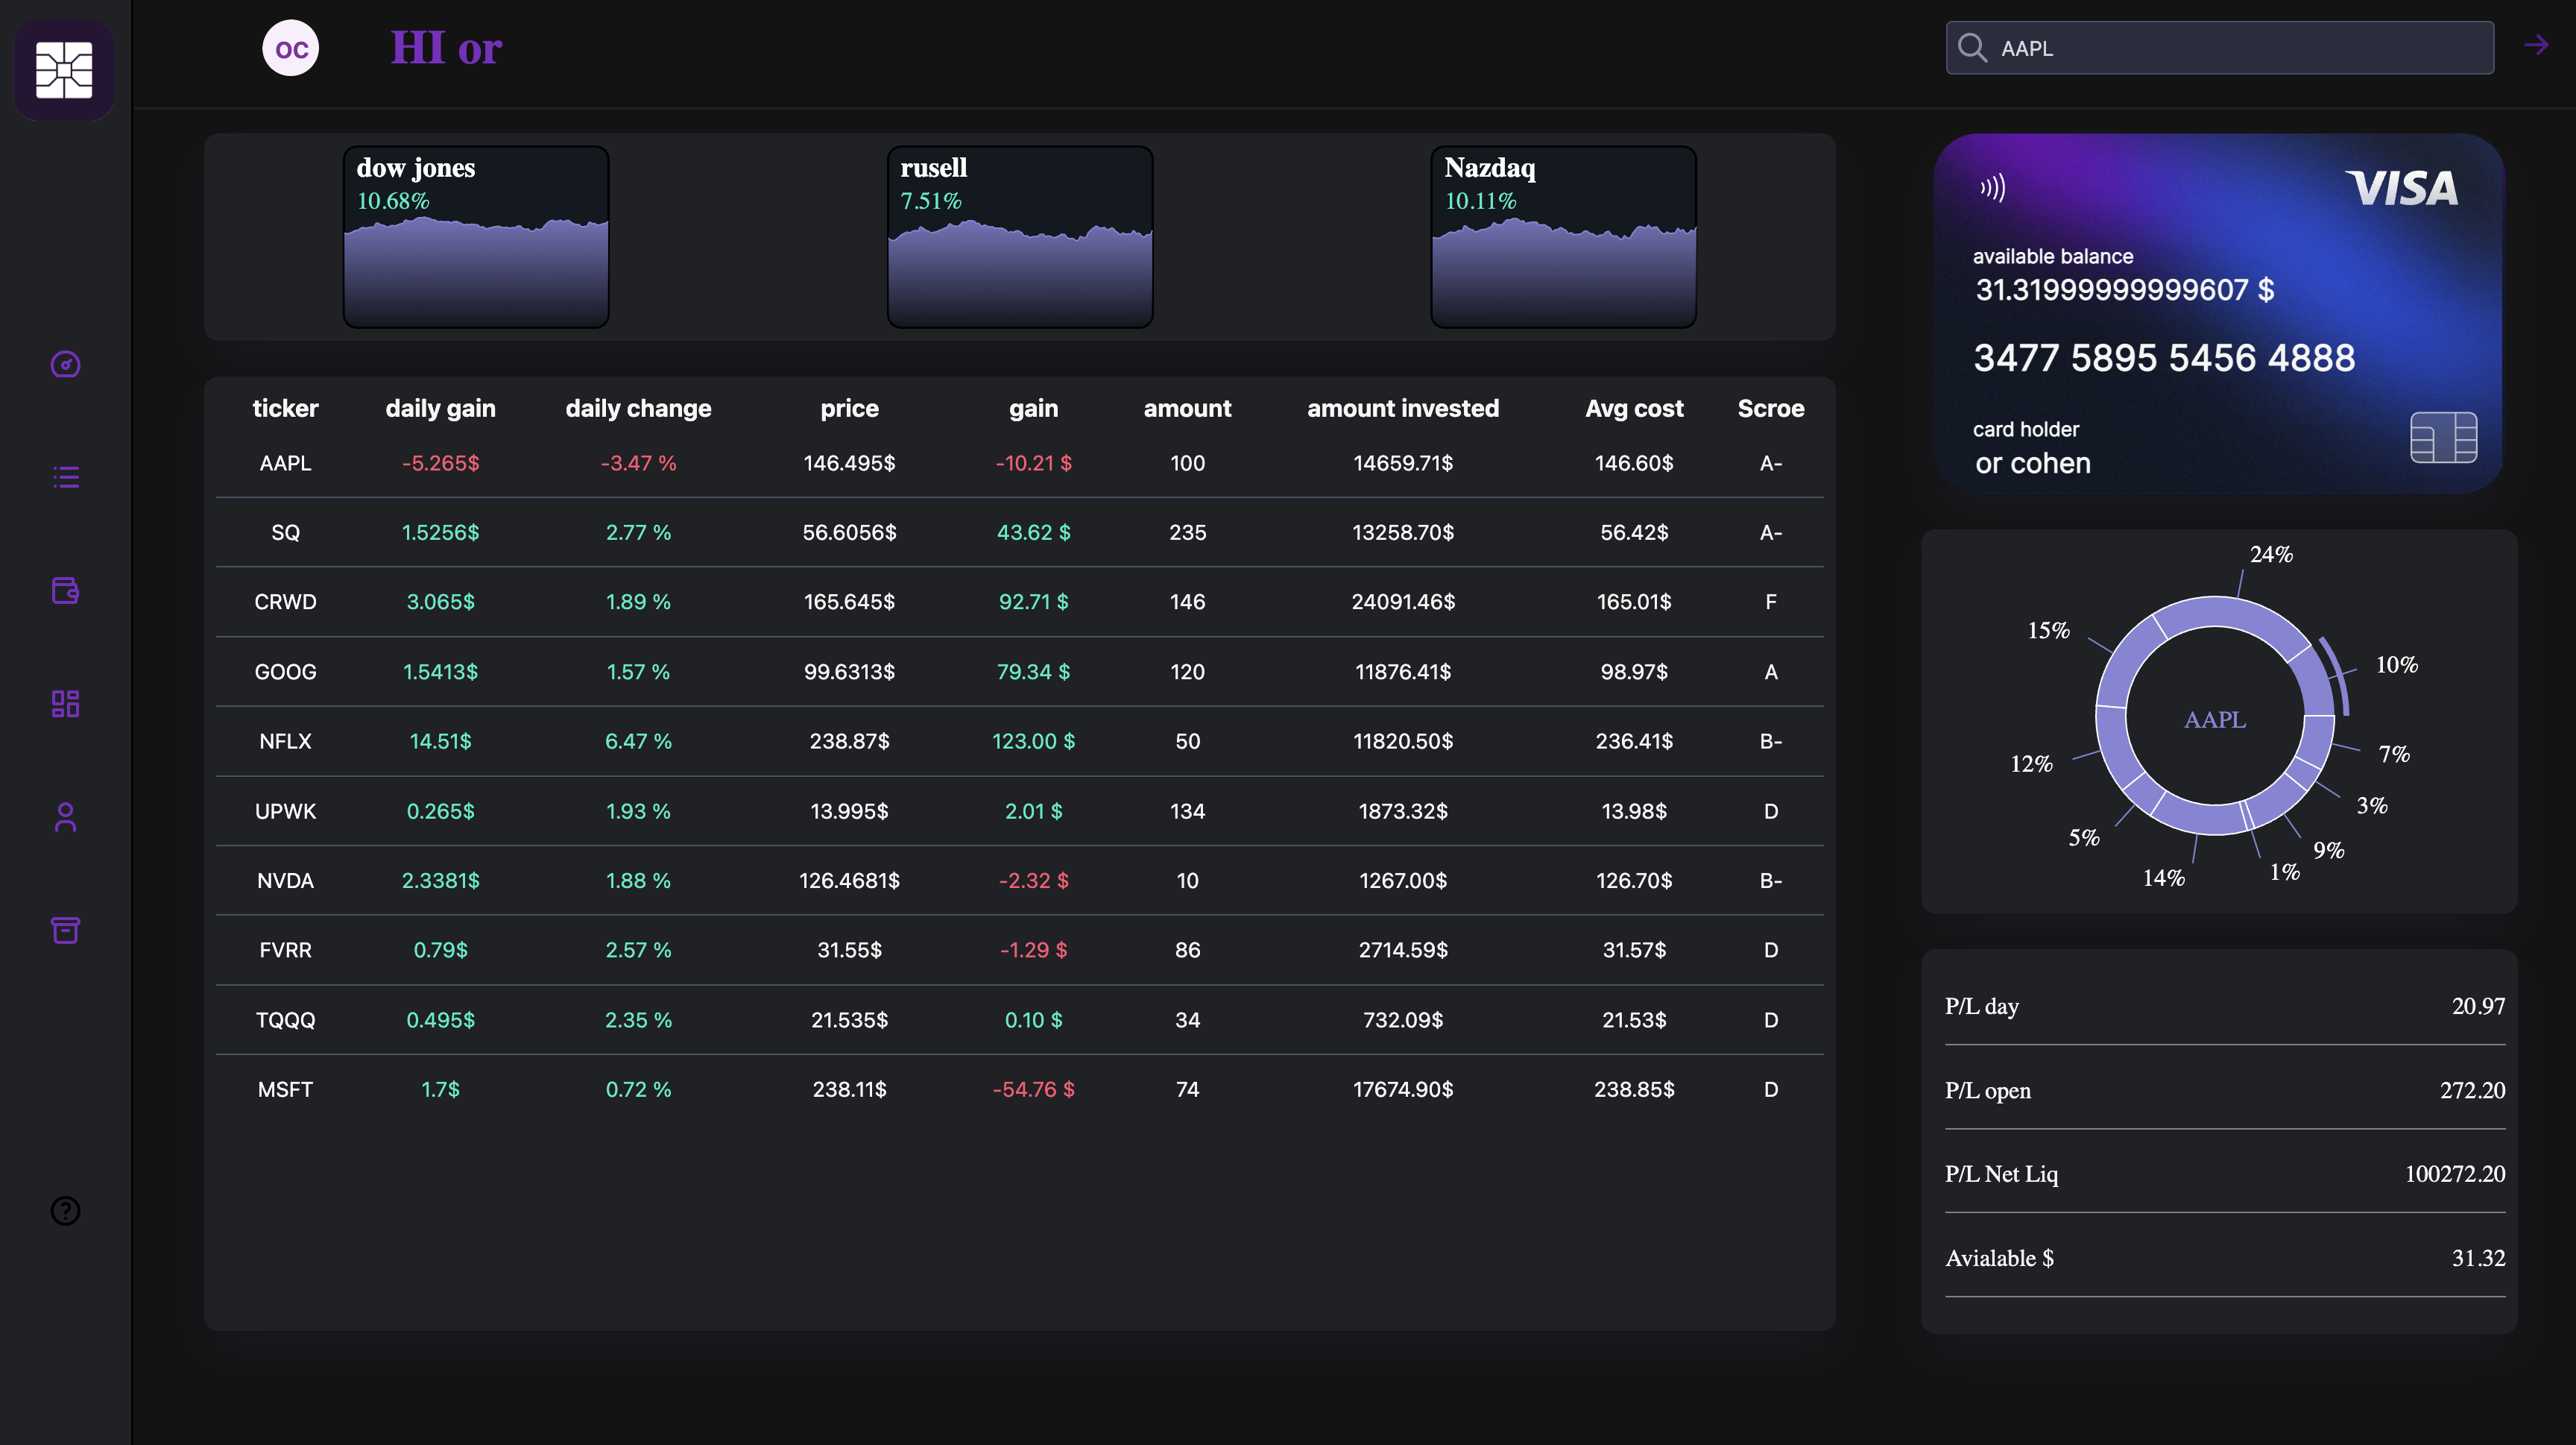 OC HI or AAPL
dow jones rusell Nazdaq
10.68% 7.51% 10.11%
VISA
available balance
31.31999999999607 $
3477 5895 5456 4888
card holder
or cohen
ticker daily gain daily change price gain amount amount invested Avg cost Scroe
AAPL -5.265$ -3.47 % 146.495$ -10.21 $ 100 14659.71$ 146.60$ A-
SQ 1.5256$ 2.77 % 56.6056$ 43.62 $ 235 13258.70$ 56.42$ A-
CRWD 3.065$ 1.89 % 165.645$ 92.71 $ 146 24091.46$ 165.01$ F
GOOG 1.5413$ 1.57 % 99.6313$ 79.34 $ 120 11876.41$ 98.97$ A
NFLX 14.51$ 6.47 % 238.87$ 123.00 $ 50 11820.50$ 236.41$ B-
UPWK 0.265$ 1.93 % 13.995$ 2.01 $ 134 1873.32$ 13.98$ D
NVDA 2.3381$ 1.88 % 126.4681$ -2.32 $ 10 1267.00$ 126.70$ B-
FVRR 0.79$ 2.57 % 31.55$ -1.29 $ 86 2714.59$ 31.57$ D
TQQQ 0.495$ 2.35 % 21.535$ 0.10 $ 34 732.09$ 21.53$ D
MSFT 1.7$ 0.72 % 238.11$ -54.76 $ 74 17674.90$ 238.85$ D
24%
15%
10%
AAPL
7%
12%
3%
5%
9%
1%
14%
P/L day 20.97
P/L open 272.20
P/L Net Liq 100272.20
Avialable $ 31.32